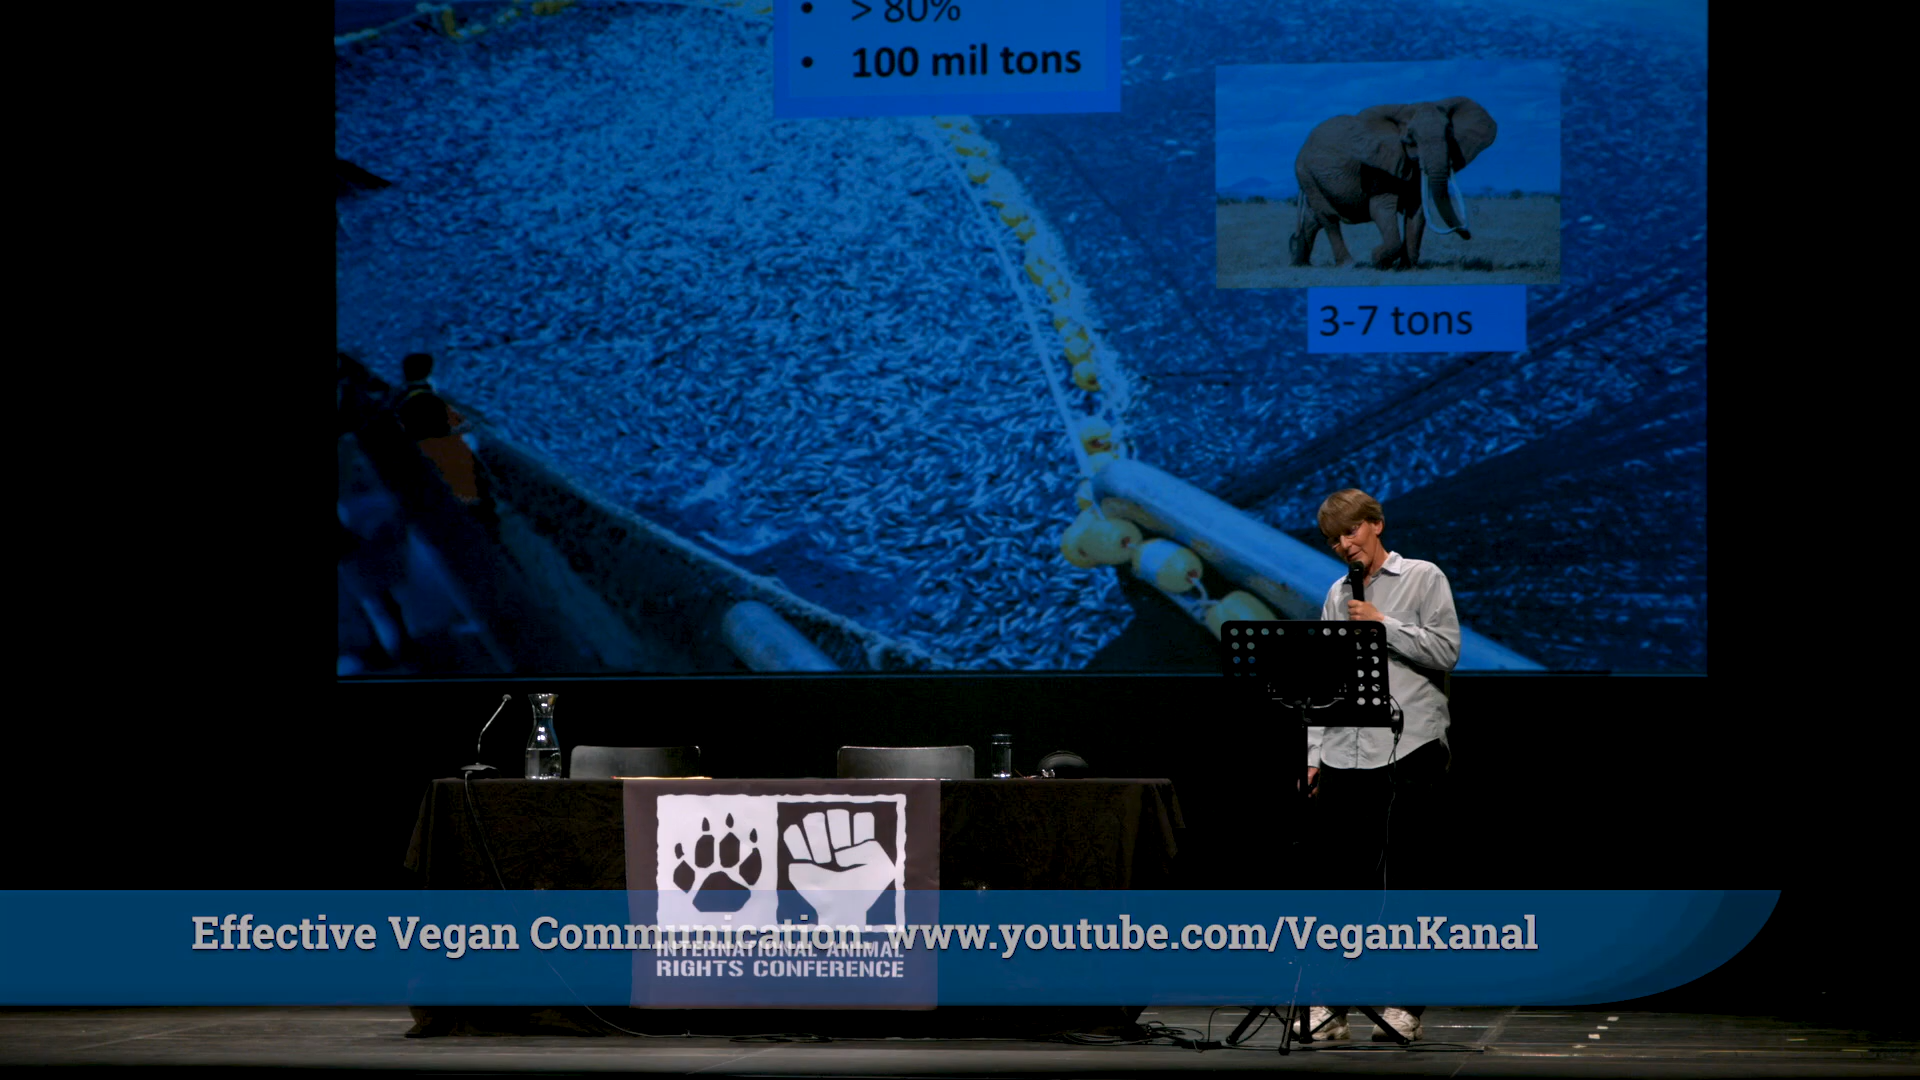 • > 80%
• 100 mil tons
3-7 tons
Effective Vegan Communication: www.youtube.com/VeganKanal
INTERNATIONAL ANIMAL
RIGHTS CONFERENCE